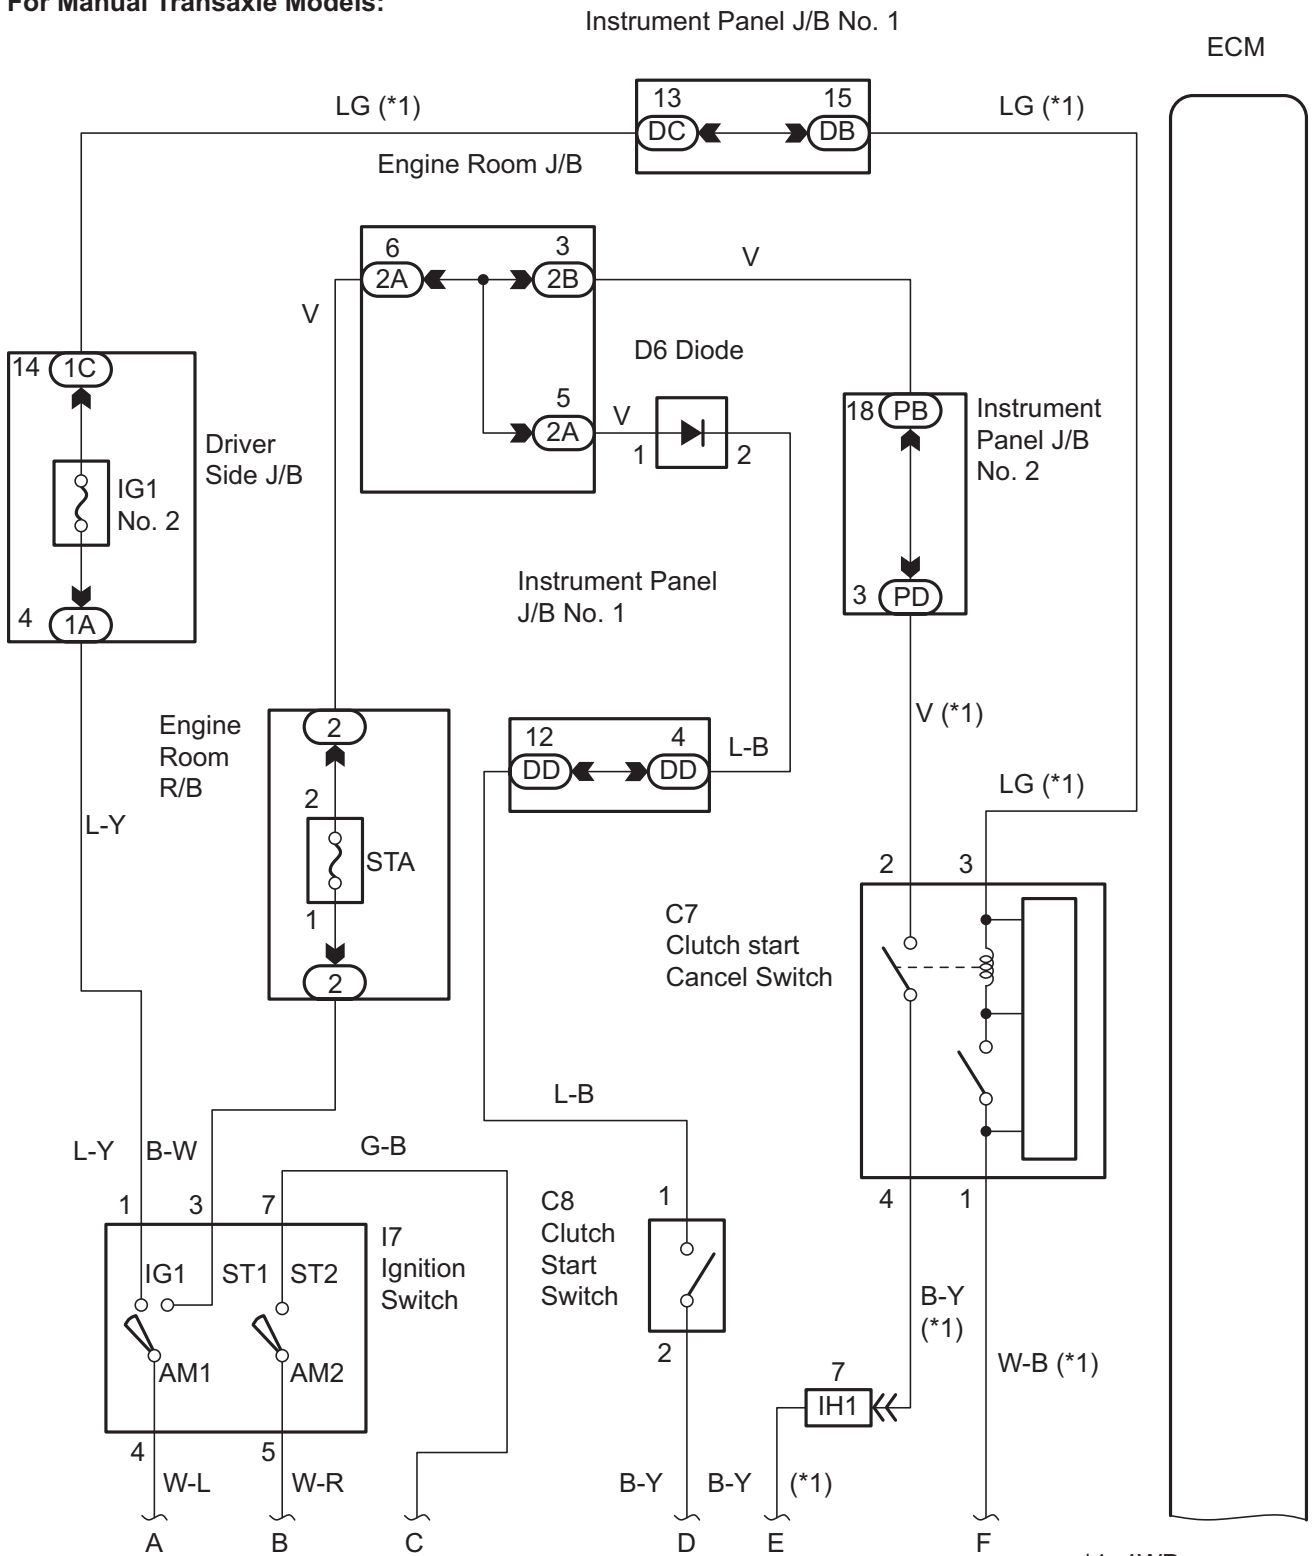 For Manual Transaxle Models:
Instrument Panel J/B No. 1
ECM
LG (*1)
13
15
LG (*1)
DC
DB
Engine Room J/B
6
3
V
2A
2B
V
D6 Diode
14
1C
5
V
2A
1
2
18
PB
Instrument
Panel J/B
No. 2
Driver
Side J/B
IG1
No. 2
Instrument Panel
J/B No. 1
3
PD
4
1A
V (*1)
Engine
Room
R/B
2
12
4
L-B
DD
DD
LG (*1)
2
L-Y
STA
1
2
2
3
C7
Clutch start
Cancel Switch
L-B
L-Y
B-W
G-B
1
3
7
C8
Clutch
Start
Switch
1
4
1
I7
Ignition
Switch
IG1
ST1
ST2
B-Y
(*1)
AM1
AM2
2
7
W-B (*1)
IH1
4
5
W-L
W-R
B-Y
B-Y
(*1)
A
B
C
D
E
F